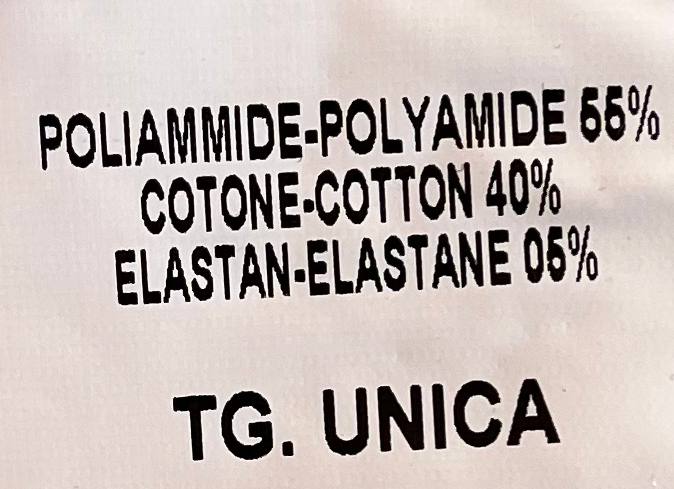 POLIAMMIDE-POLYAMIDE 55%
COTONE-COTTON 40%
ELASTAN-ELASTANE 05%
TG. UNICA